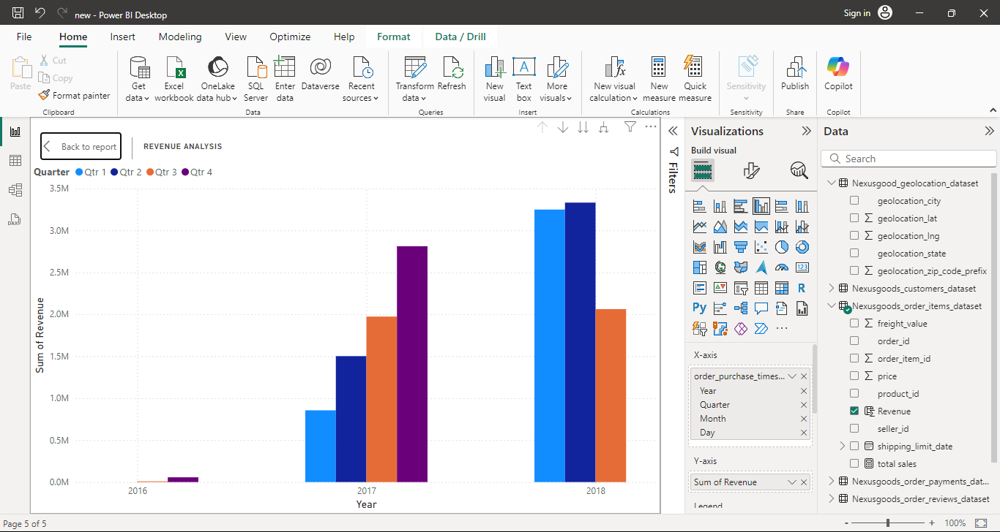 new - Power BI Desktop
Sign in
File Home Insert Modeling View Optimize Help Format Data / Drill
Paste
Cut
Copy
Format painter
Clipboard
Get data
Excel workbook
OneLake data hub
SQL Server
Enter data
Dataverse
Recent sources
Data
Transform data
Refresh
Queries
New visual
A
Text box
More visuals
Insert
New visual calculation
New measure
Quick measure
Calculations
Sensitivity
Sensitivity
Publish
Share
Copilot
Copilot
Back to report
REVENUE ANALYSIS
Quarter Qtr 1 Qtr 2 Qtr 3 Qtr 4
3.5M
3.0M
2.5M
2.0M
1.5M
1.0M
0.5M
0.0M
Sum of Revenue
2016 2017 2018
Year
Filters
Visualizations
Build visual
123
R
Py
X-axis
order_purchase_times...
Year
Quarter
Month
Day
Y-axis
Sum of Revenue
Legend
Data
Search
Nexusgood_geolocation_dataset
geolocation_city
geolocation_lat
geolocation_lng
geolocation_state
geolocation_zip_code_prefix
Nexusgoods_customers_dataset
Nexusgoods_order_items_dataset
freight_value
order_id
order_item_id
price
product_id
Revenue
seller_id
shipping_limit_date
total sales
Nexusgoods_order_payments_dat...
Nexusgoods_order_reviews_dataset
Page 5 of 5
- + 100%
DAX